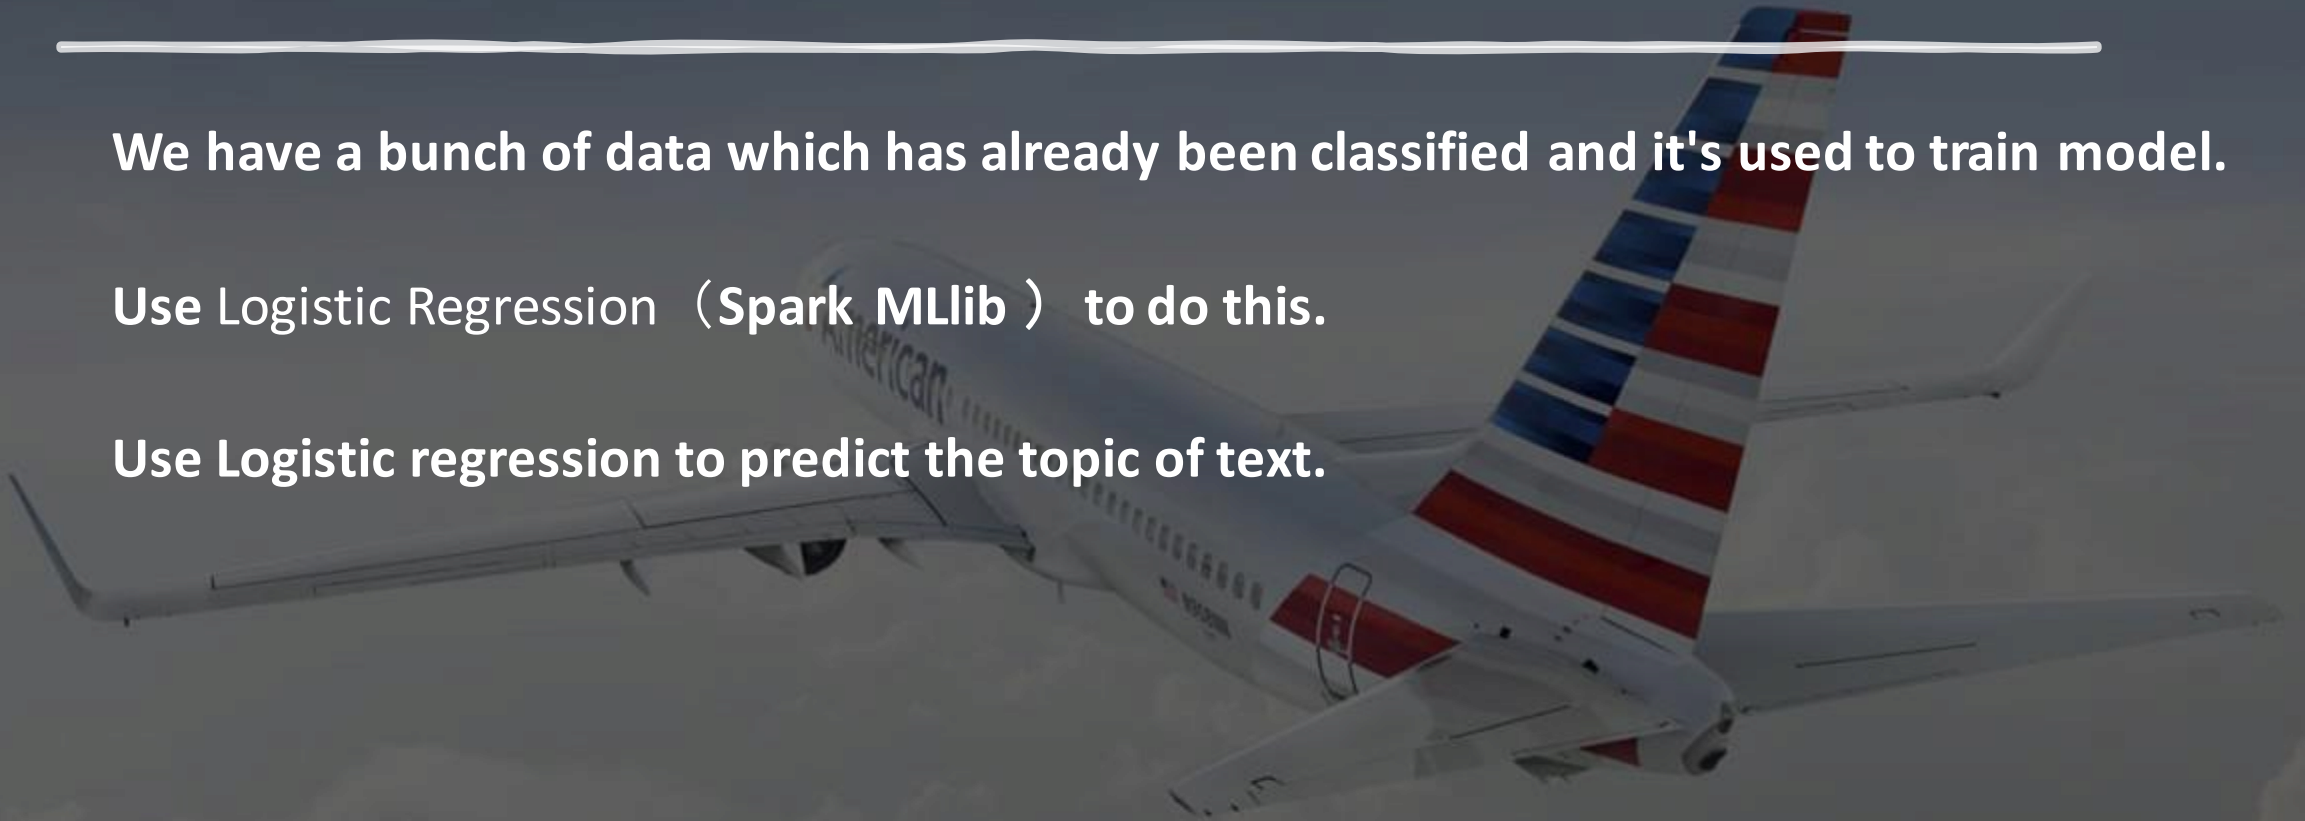 We have a bunch of data which has already been classified and it's used to train model.
Use Logistic Regression （Spark MLlib ） to do this.
American
Use Logistic regression to predict the topic of text.